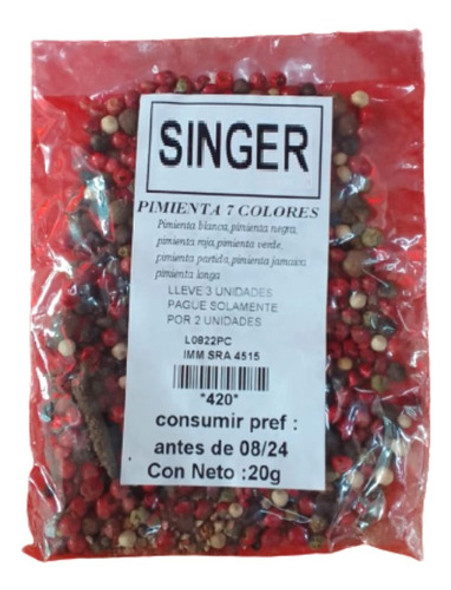 SINGER
PIMIENTA 7 COLORES
Pimienta blanca,pimienta negra,
pimienta roja,pimienta verde,
pimienta partida,pimienta jamaica
pimienta longa
LLEVE 3 UNIDADES
PAGUE SOLAMENTE
POR 2 UNIDADES
L0822PC
IMM SRA 4515
*420*
consumir pref :
antes de 08/24
Con Neto :20g